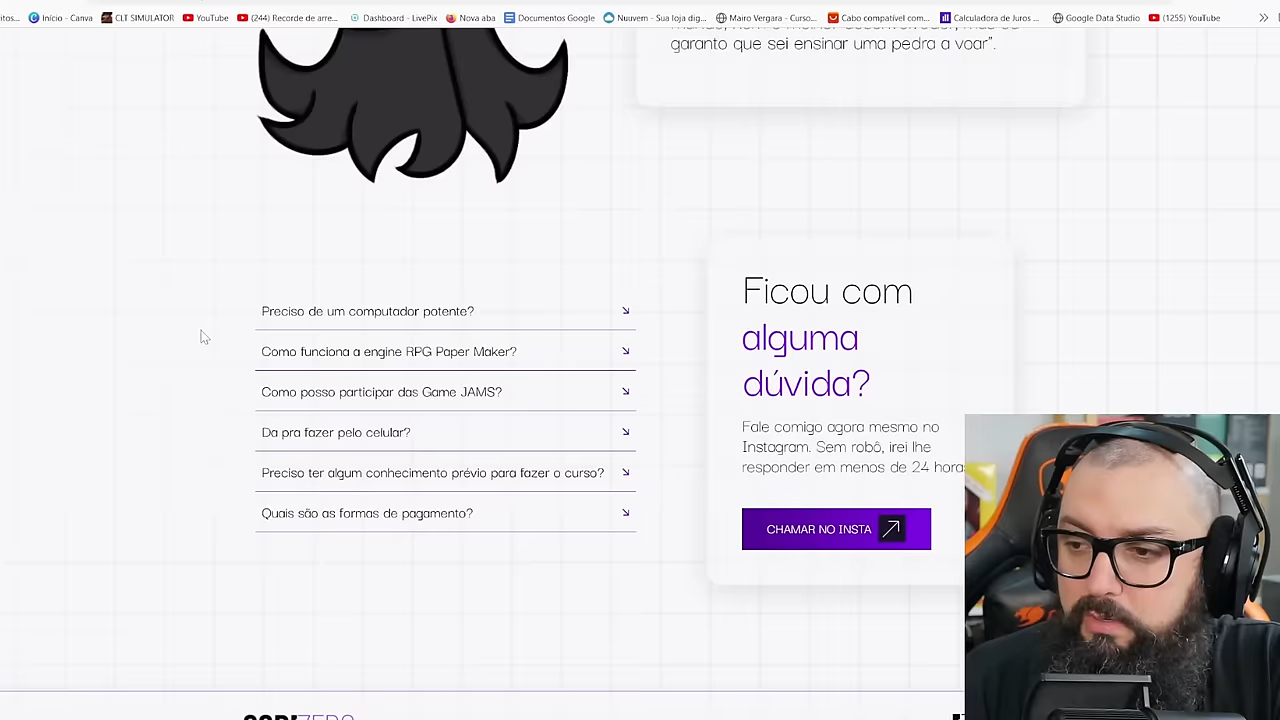 itos...
Início - Canva
CLT SIMULATOR
YouTube
(244) Recorde de arre...
Dashboard - LivePix
Nova aba
Documentos Google
Nuuvem - Sua loja dig...
Mairo Vergara - Curso...
Cabo compatível com...
Calculadora de Juros ...
Google Data Studio
(1255) YouTube
garanto que sei ensinar uma pedra a voar".
Preciso de um computador potente?
Como funciona a engine RPG Paper Maker?
Como posso participar das Game JAMS?
Da pra fazer pelo celular?
Preciso ter algum conhecimento prévio para fazer o curso?
Quais são as formas de pagamento?
Ficou com
alguma
dúvida?
Fale comigo agora mesmo no
Instagram. Sem robô, irei lhe
responder em menos de 24 horas
CHAMAR NO INSTA